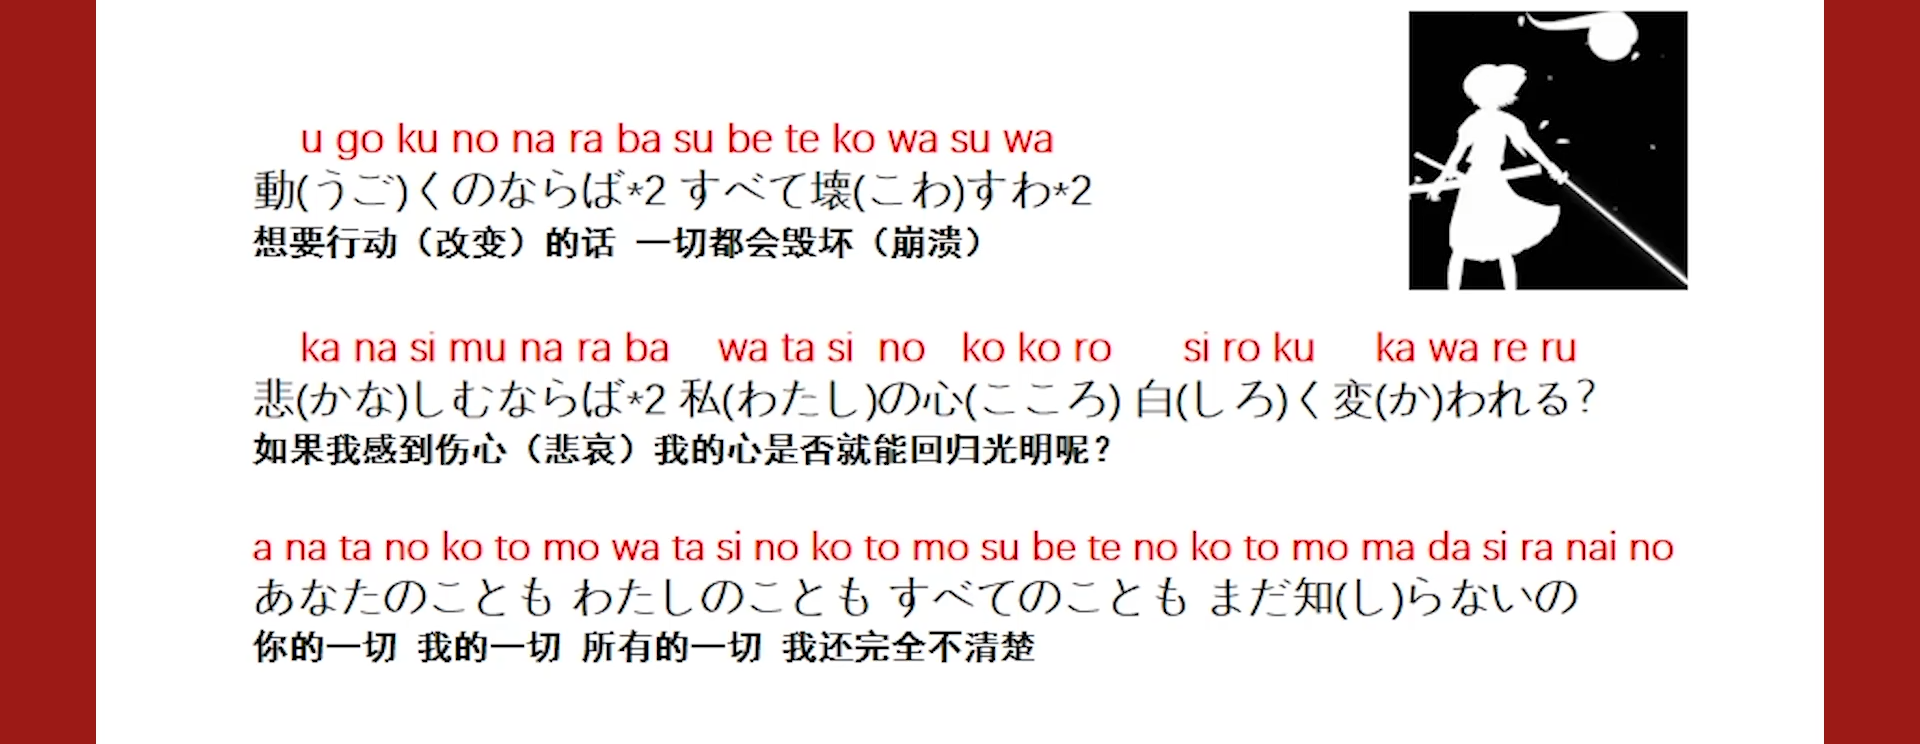 u go ku no na ra ba su be te ko wa su wa
動(うご)くのならば*2 すべて壊(こわ)すわ*2
想要行动（改变）的话 一切都会毁坏（崩溃）
ka na si mu na ra ba wa ta si no ko ko ro si ro ku ka wa re ru
悲(かな)しむならば*2 私(わたし)の心(こころ) 白(しろ)く変(か)われる?
如果我感到伤心（悲哀）我的心是否就能回归光明呢？
a na ta no ko to mo wa ta si no ko to mo su be te no ko to mo ma da si ra nai no
あなたのことも わたしのことも すべてのことも まだ知(し)らないの
你的一切 我的一切 所有的一切 我还完全不清楚